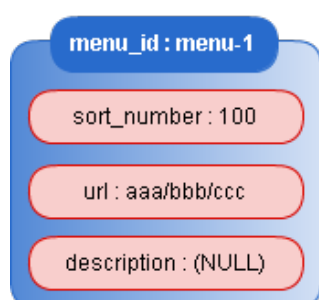 menu_id : menu-1
sort_number : 100
url : aaa/bbb/ccc
description : (NULL)